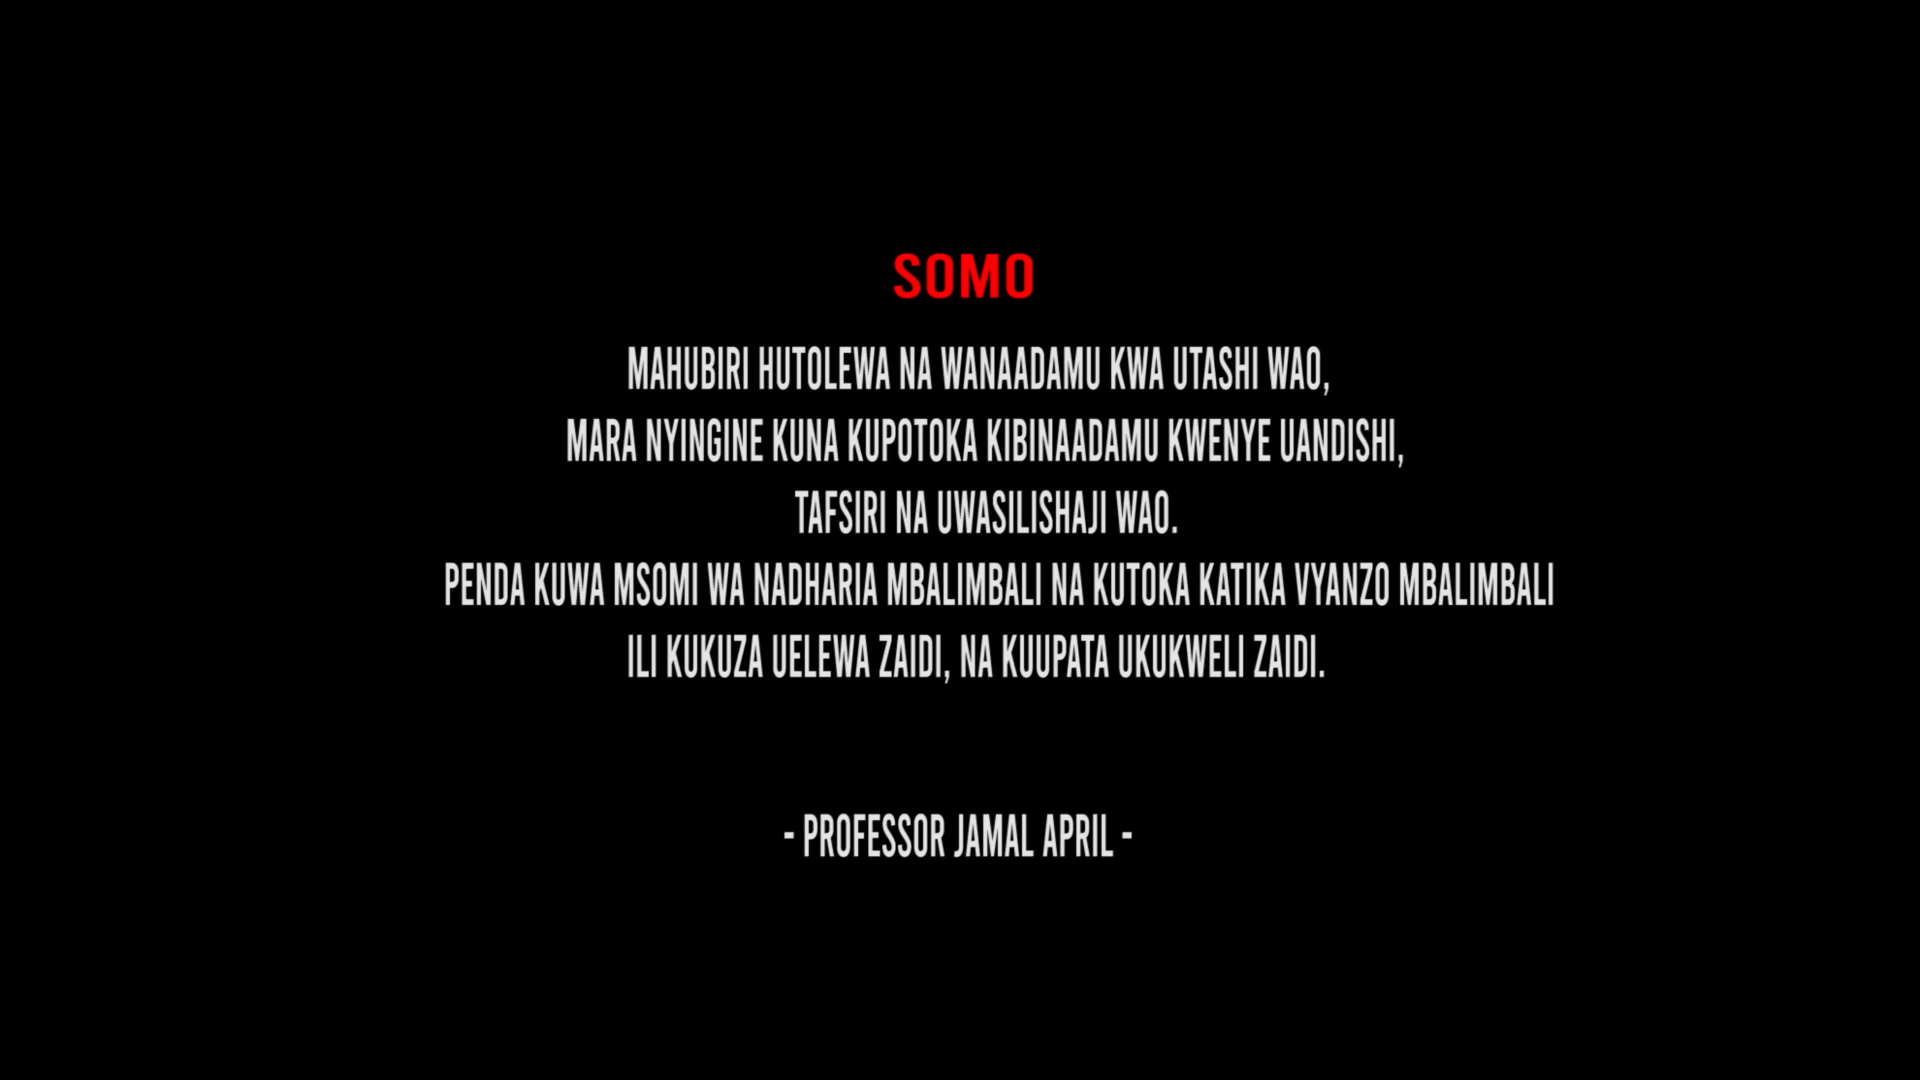 SOMO
MAHUBIRI HUTOLEWA NA WANAADAMU KWA UTASHI WAO,
MARA NYINGINE KUNA KUPOTOKA KIBINAADAMU KWENYE UANDISHI,
TAFSIRI NA UWASILISHAJI WAO.
PENDA KUWA MSOMI WA NADHARIA MBALIMBALI NA KUTOKA KATIKA VYANZO MBALIMBALI
ILI KUKUZA UELEWA ZAIDI, NA KUUPATA UKUKWELI ZAIDI.
- PROFESSOR JAMAL APRIL -